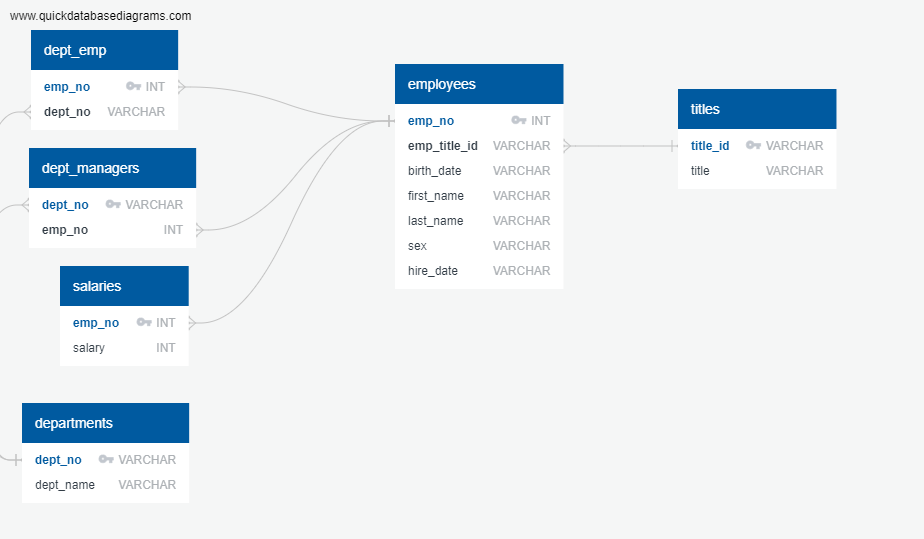 www.quickdatabasediagrams.com
dept_emp
emp_no INT
dept_no VARCHAR
dept_managers
dept_no VARCHAR
emp_no INT
salaries
emp_no INT
salary INT
departments
dept_no VARCHAR
dept_name VARCHAR
employees
emp_no INT
emp_title_id VARCHAR
birth_date VARCHAR
first_name VARCHAR
last_name VARCHAR
sex VARCHAR
hire_date VARCHAR
titles
title_id VARCHAR
title VARCHAR